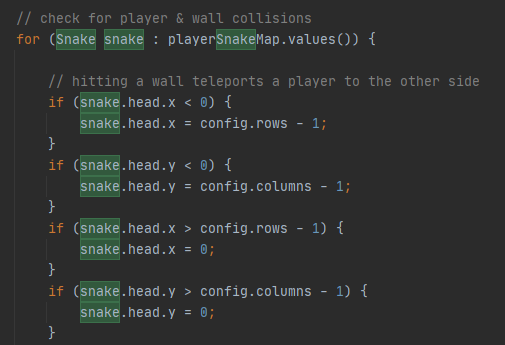 // check for player & wall collisions
for (Snake snake : playerSnakeMap.values()) {
// hitting a wall teleports a player to the other side
if (snake.head.x < 0) {
snake.head.x = config.rows - 1;
}
if (snake.head.y < 0) {
snake.head.y = config.columns - 1;
}
if (snake.head.x > config.rows - 1) {
snake.head.x = 0;
}
if (snake.head.y > config.columns - 1) {
snake.head.y = 0;
}